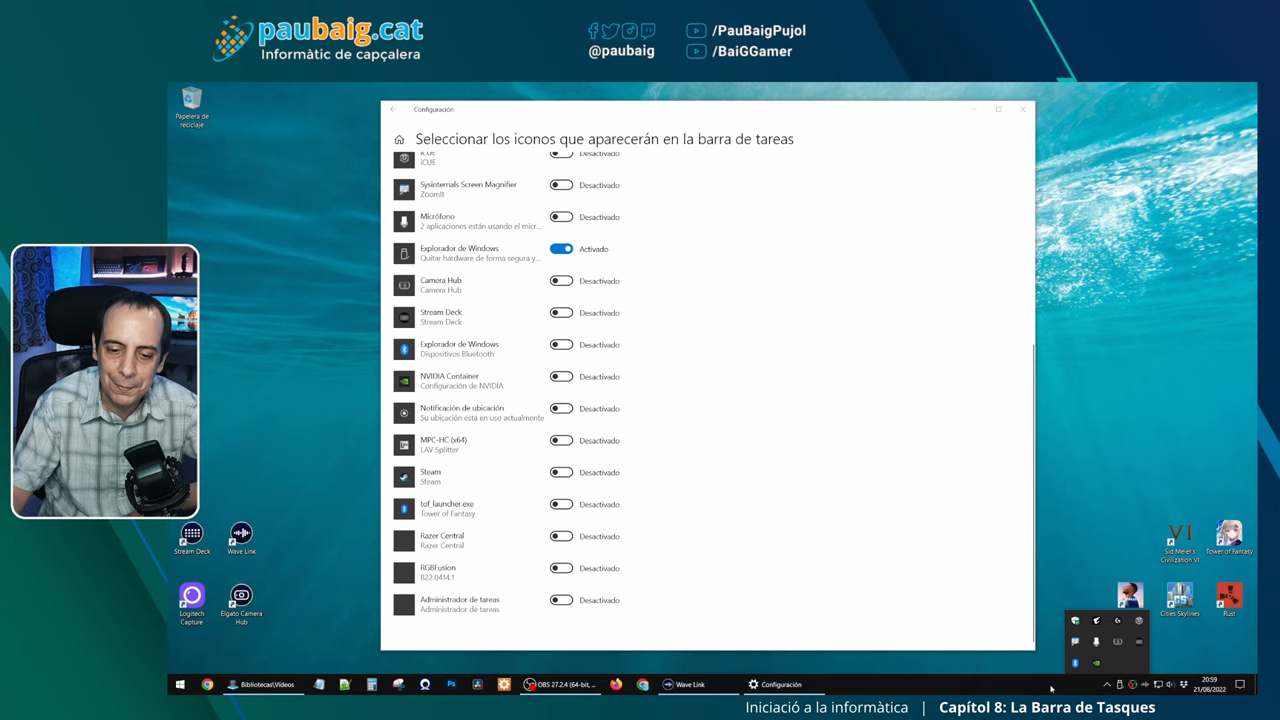 paubaig.cat
Informàtic de capçalera
@paubaig
/PauBaigPujol
/BaiGGamer
Papelera de
reciclaje
Configuración
Seleccionar los iconos que aparecerán en la barra de tareas
iCUE
iCUE
Desactivado
Sysinternals Screen Magnifier
ZoomIt
Desactivado
Micrófono
2 aplicaciones están usando el micr...
Desactivado
Explorador de Windows
Quitar hardware de forma segura y...
Activado
Camera Hub
Camera Hub
Desactivado
Stream Deck
Stream Deck
Desactivado
Explorador de Windows
Dispositivos Bluetooth
Desactivado
NVIDIA Container
Configuración de NVIDIA
Desactivado
Notificación de ubicación
Su ubicación está en uso actualmente
Desactivado
MPC-HC (x64)
LAV Splitter
Desactivado
Steam
Steam
Desactivado
tof_launcher.exe
Tower of Fantasy
Desactivado
Razer Central
Razer Central
Desactivado
RGBFusion
B22.0414.1
Desactivado
Administrador de tareas
Administrador de tareas
Desactivado
Stream Deck
Wave Link
Logitech
Capture
Elgato Camera
Hub
VI
Sid Meier's
Civilization VI
Tower of Fantasy
Cities Skylines
Rust
Bibliotecas\Vídeos
Ps
OBS 27.2.4 (64-bit, ...
Wave Link
Configuración
20:59
21/08/2022
Iniciació a la informàtica | Capítol 8: La Barra de Tasques